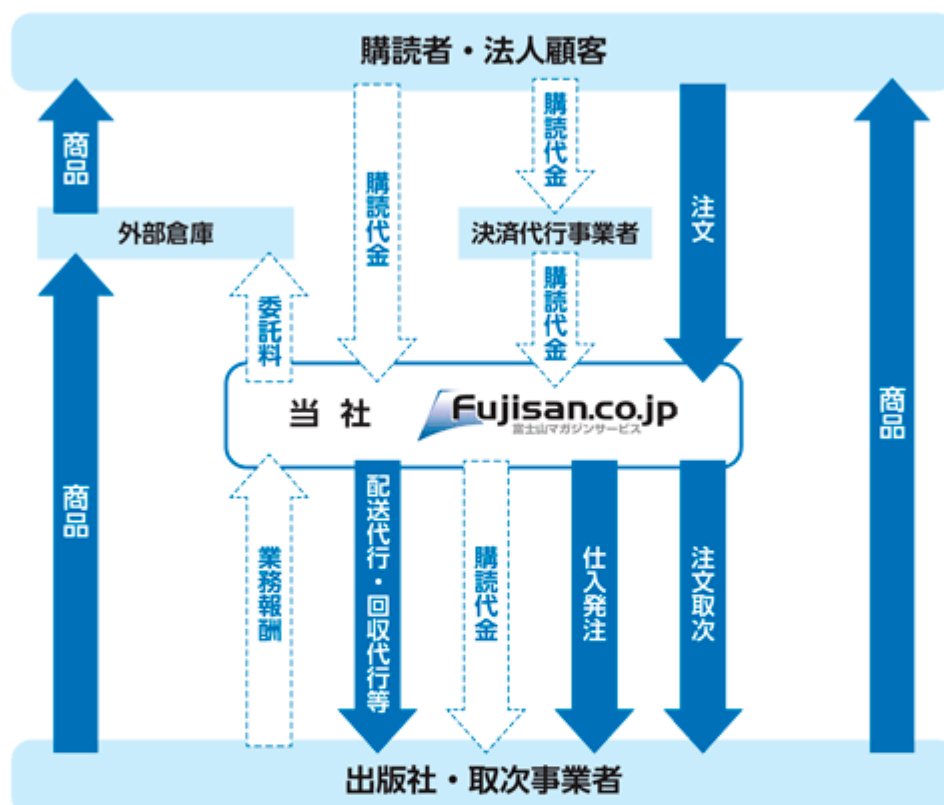 購読者・法人顧客
商品
購読代金
購読代金
注文
外部倉庫
決済代行事業者
委託料
購読代金
当社
Fujisan.co.jp
富士山マガジンサービス
商品
商品
業務報酬
配送代行・回収代行等
購読代金
仕入発注
注文取次
出版社・取次事業者